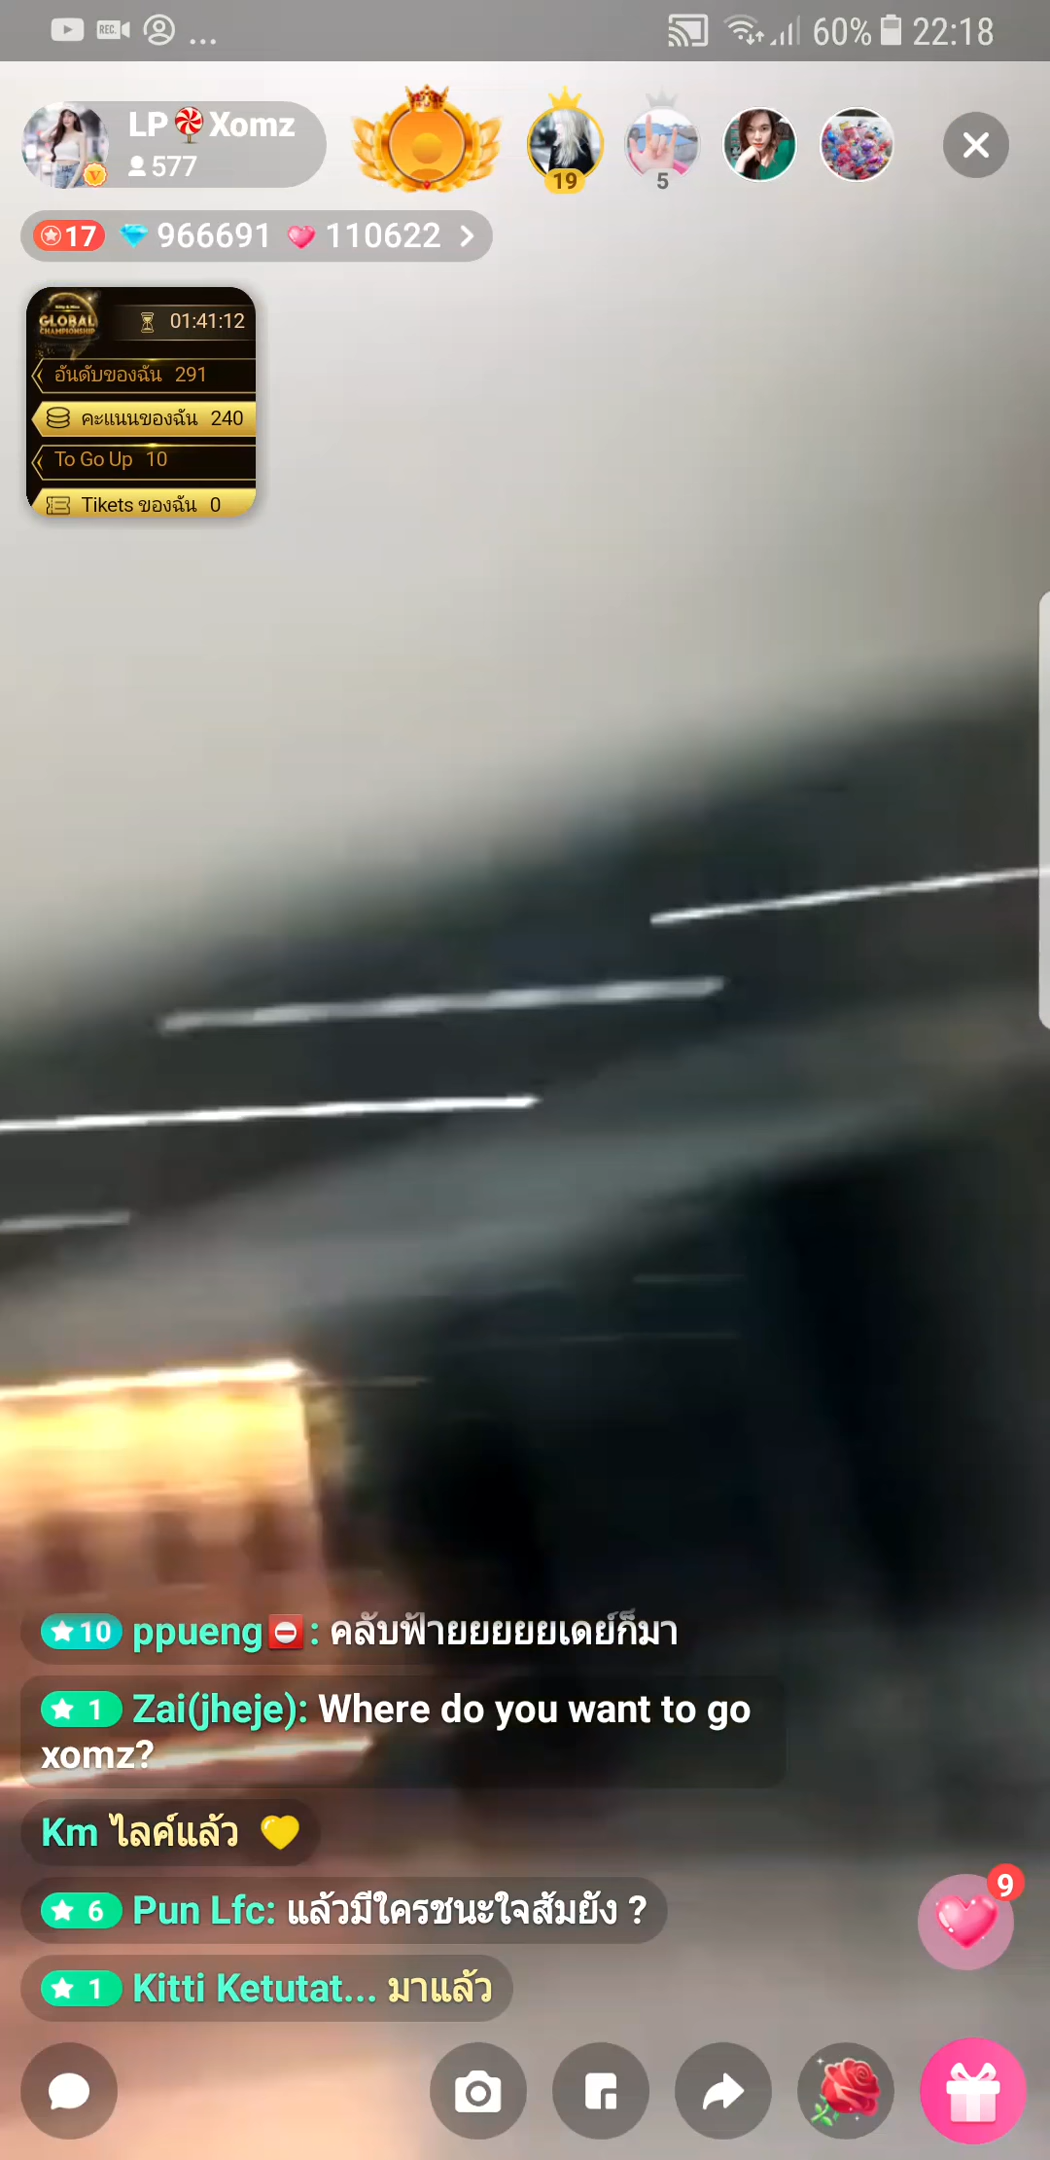 REC
...
60%
22:18
LP Xomz
577
19
5
17 966691 110622
GLOBAL
CHAMPIONSHIP
01:41:12
อันดับของฉัน 291
คะแนนของฉัน 240
To Go Up 10
Tikets ของฉัน 0
10 ppueng : คลับฟ้ายยยยยเดย์ก็มา
1 Zai(jheje): Where do you want to go
xomz?
Km ไลค์แล้ว
6 Pun Lfc: แล้วมีใครชนะใจส้มยัง ?
1 Kitti Ketutat... มาแล้ว
9